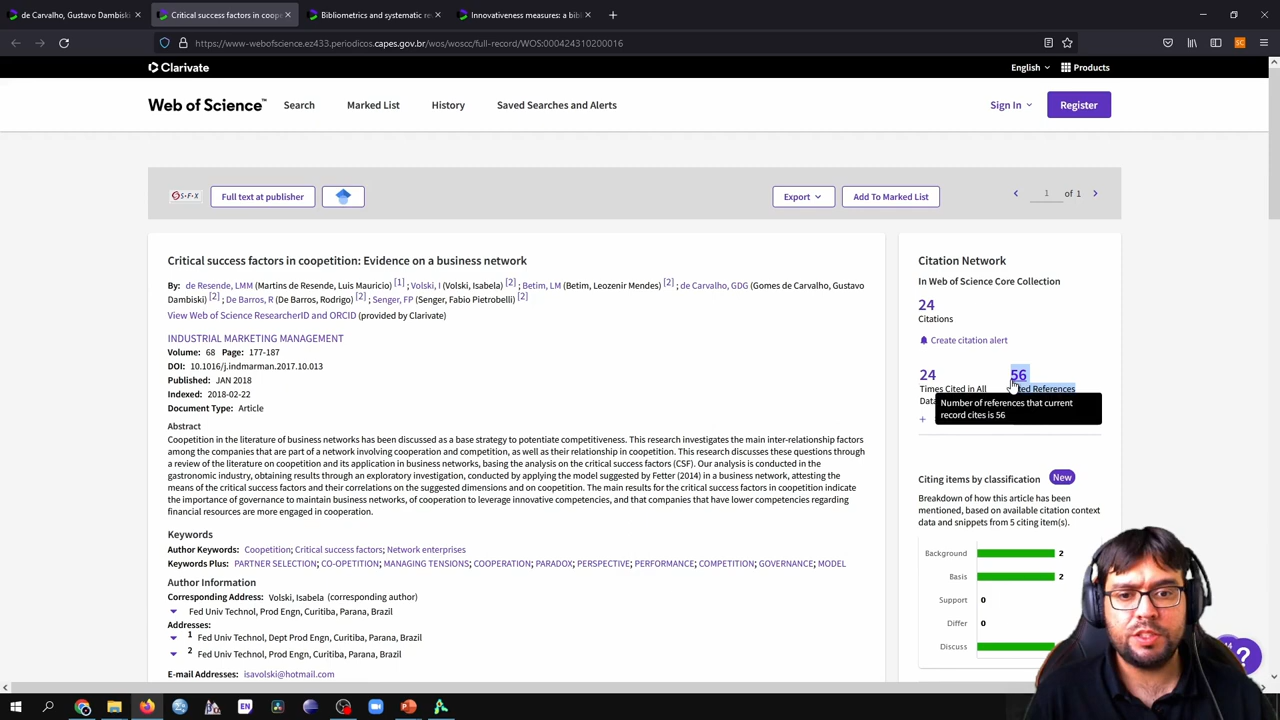 de Carvalho, Gustavo Dambiski
Critical success factors in coope
Bibliometrics and systematic re
Innovativeness measures: a bib
https://www-webofscience.ez433.periodicos.capes.gov.br/wos/woscc/full-record/WOS:000424310200016
Clarivate
English
Products
Web of Science™
Search
Marked List
History
Saved Searches and Alerts
Sign In
Register
S·F·X
Full text at publisher
Export
Add To Marked List
1 of 1
Critical success factors in coopetition: Evidence on a business network
By: de Resende, LMM (Martins de Resende, Luis Mauricio) [1] ; Volski, I (Volski, Isabela) [2] ; Betim, LM (Betim, Leozenir Mendes) [2] ; de Carvalho, GDG (Gomes de Carvalho, Gustavo
Dambiski) [2] ; De Barros, R (De Barros, Rodrigo) [2] ; Senger, FP (Senger, Fabio Pietrobelli) [2]
View Web of Science ResearcherID and ORCID (provided by Clarivate)
INDUSTRIAL MARKETING MANAGEMENT
Volume: 68 Page: 177-187
DOI: 10.1016/j.indmarman.2017.10.013
Published: JAN 2018
Indexed: 2018-02-22
Document Type: Article
Abstract
Coopetition in the literature of business networks has been discussed as a base strategy to potentiate competitiveness. This research investigates the main inter-relationship factors
among the companies that are part of a network involving cooperation and competition, as well as their relationship in coopetition. This research discusses these questions through
a review of the literature on coopetition and its application in business networks, basing the analysis on the critical success factors (CSF). Our analysis is conducted in the
gastronomic industry, obtaining results through an exploratory investigation, conducted by applying the model suggested by Fetter (2014) in a business network, attesting the
means of the critical success factors and their correlations on the suggested dimensions and on coopetition. The main results for the critical success factors in coopetition indicate
the importance of governance to maintain business networks, of cooperation to leverage innovative competencies, and that companies that have lower competencies regarding
financial resources are more engaged in cooperation.
Keywords
Author Keywords: Coopetition; Critical success factors; Network enterprises
Keywords Plus: PARTNER SELECTION; CO-OPETITION; MANAGING TENSIONS; COOPERATION; PARADOX; PERSPECTIVE; PERFORMANCE; COMPETITION; GOVERNANCE; MODEL
Author Information
Corresponding Address: Volski, Isabela (corresponding author)
Fed Univ Technol, Prod Engn, Curitiba, Parana, Brazil
Addresses:
1 Fed Univ Technol, Dept Prod Engn, Curitiba, Parana, Brazil
2 Fed Univ Technol, Prod Engn, Curitiba, Parana, Brazil
E-mail Addresses: isavolski@hotmail.com
Citation Network
In Web of Science Core Collection
24
Citations
Create citation alert
24 56
Times Cited in All ted References
Data
Number of references that current
record cites is 56
Citing items by classification New
Breakdown of how this article has been
mentioned, based on available citation context
data and snippets from 5 citing item(s).
Background 2
Basis 2
Support 0
Differ 0
Discuss
?
EN